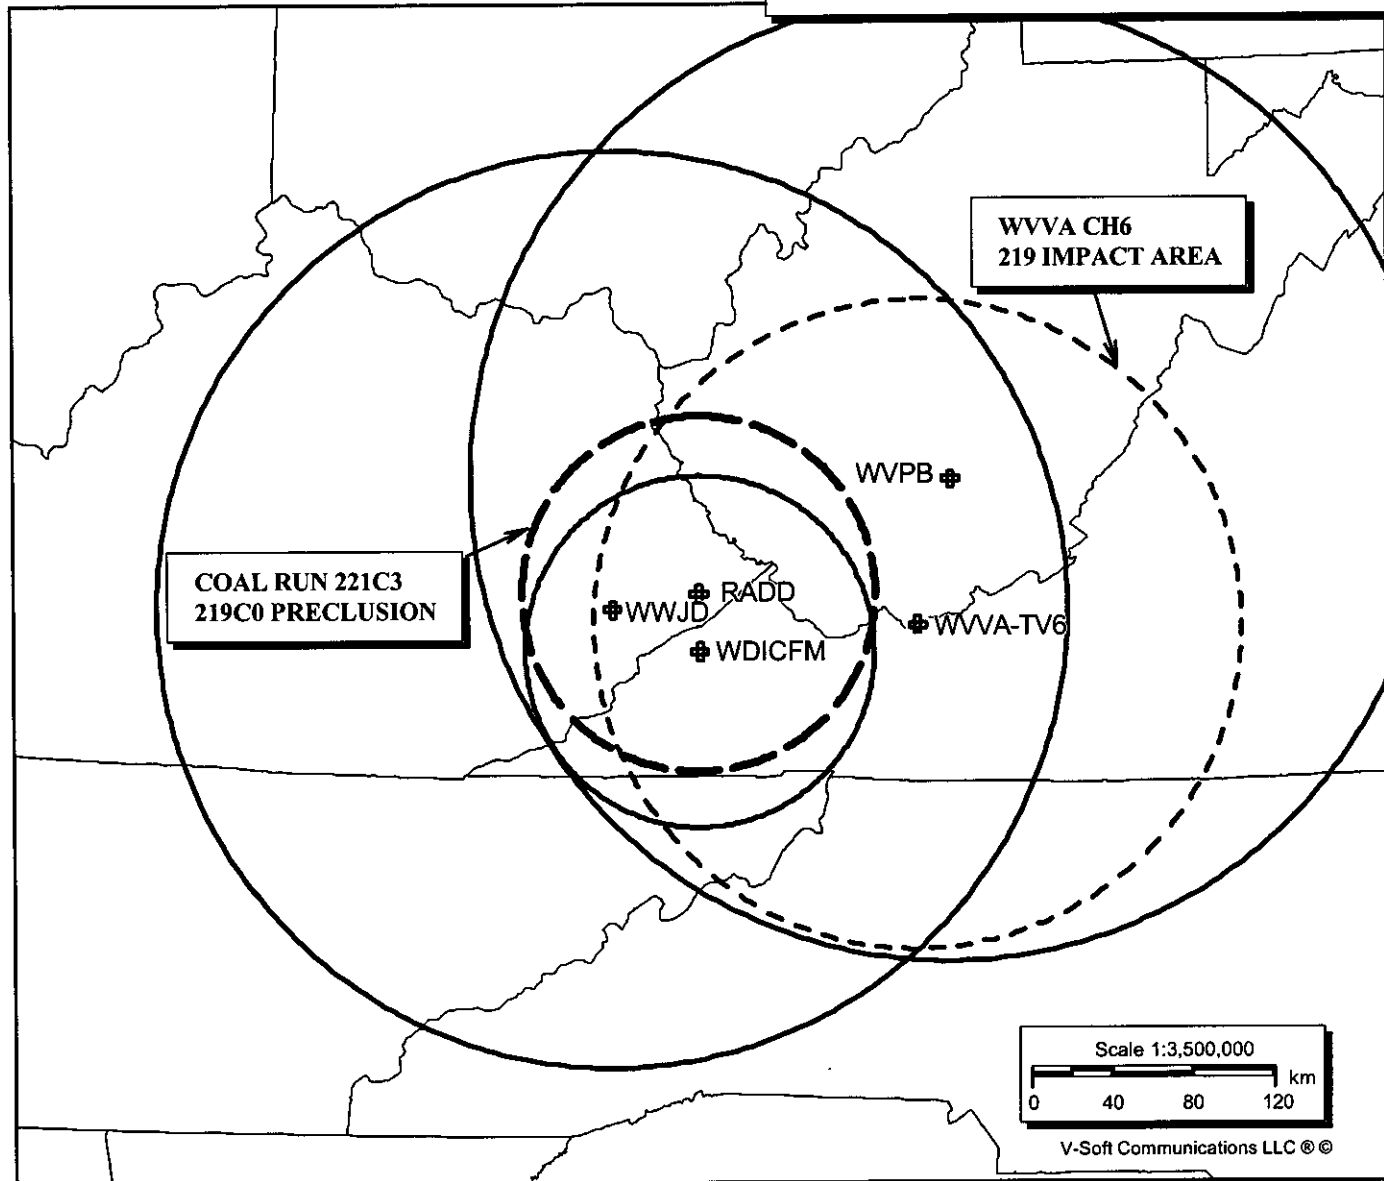 WVVA CH6
219 IMPACT AREA
WVPB
COAL RUN 221C3
219C0 PRECLUSION
RADD
WWJD
WVVA-TV6
WDICFM
Scale 1:3,500,000
km
0 40 80 120
V-Soft Communications LLC ® ©